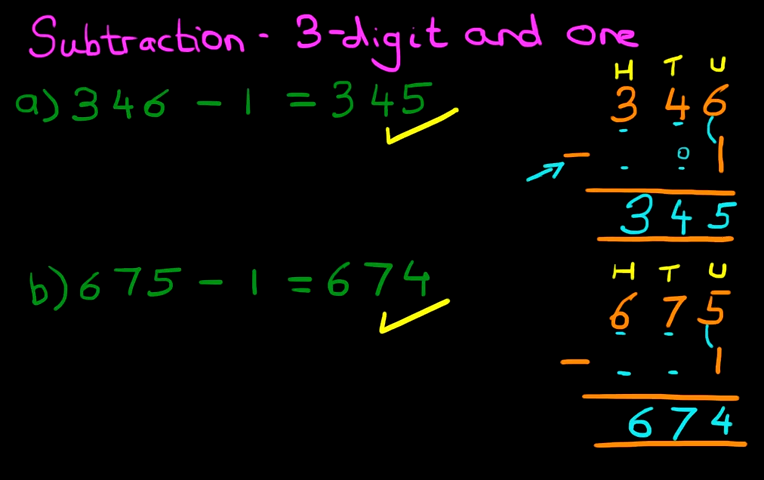 Subtraction - 3-digit and one
H T U
a) 346 - 1 = 345
3 4 6
- 0 1
3 4 5
H T U
b) 675 - 1 = 674
6 7 5
- 1
6 7 4